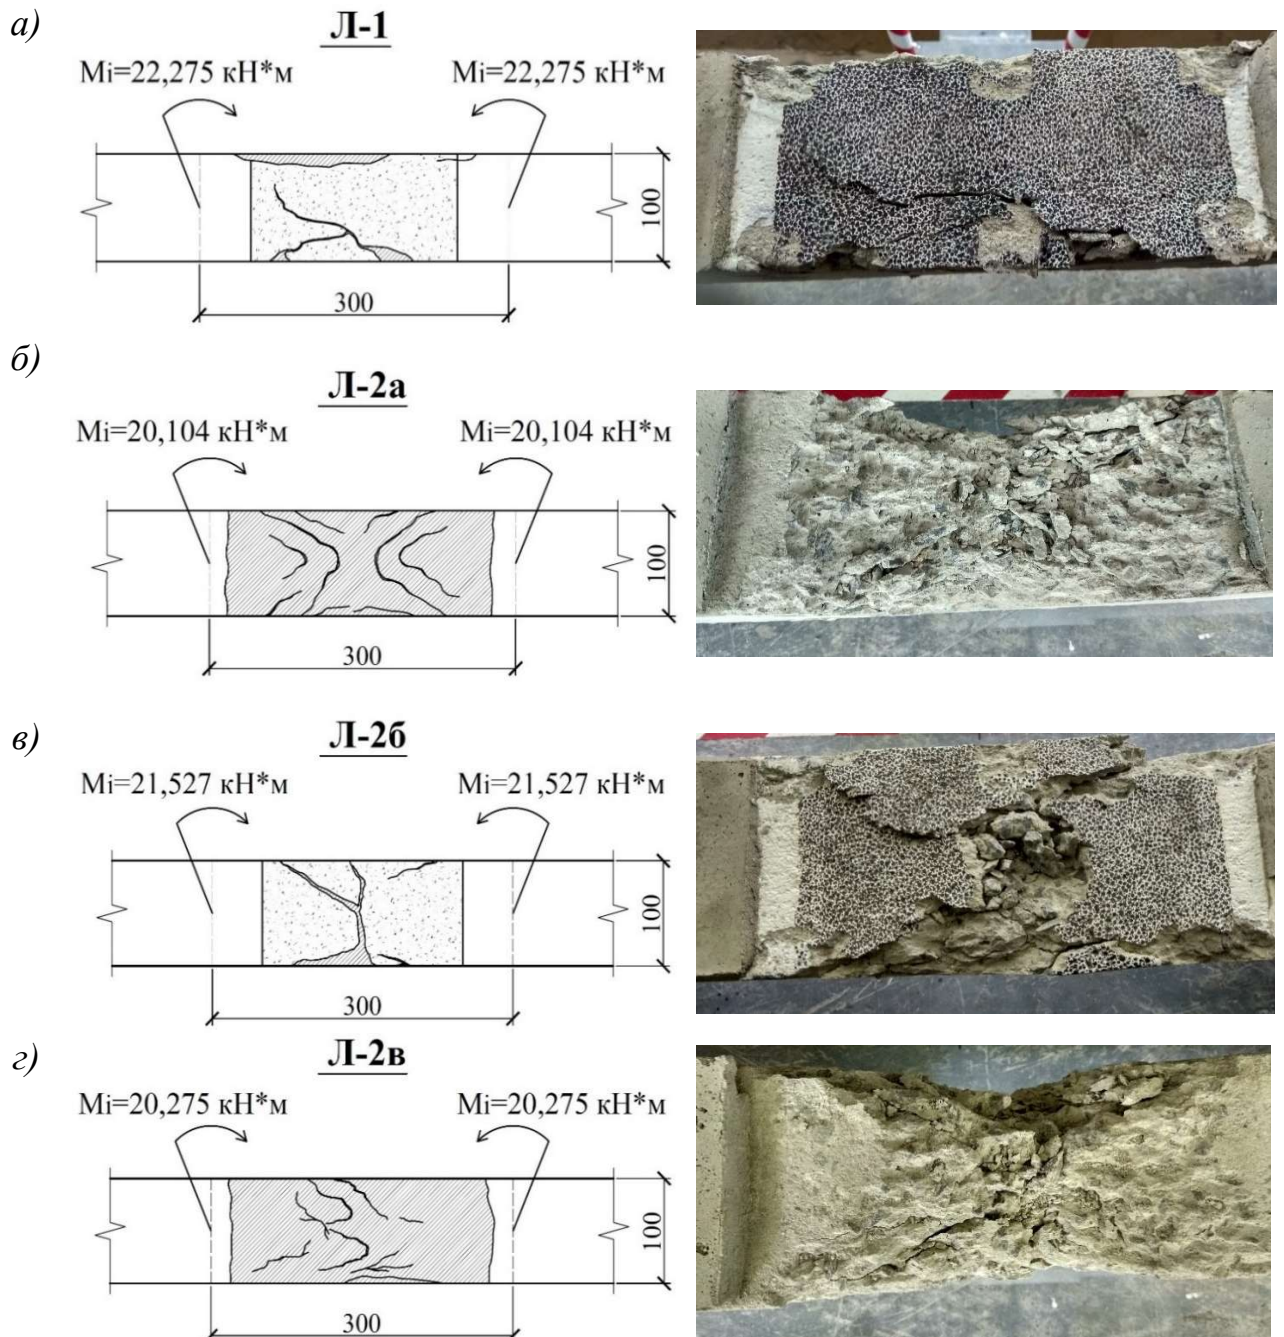 а)
Л-1
Mi=22,275 кН*м Mi=22,275 кН*м
100
300
б)
Л-2а
Mi=20,104 кН*м Mi=20,104 кН*м
100
300
в)
Л-2б
Mi=21,527 кН*м Mi=21,527 кН*м
100
300
г)
Л-2в
Mi=20,275 кН*м Mi=20,275 кН*м
100
300